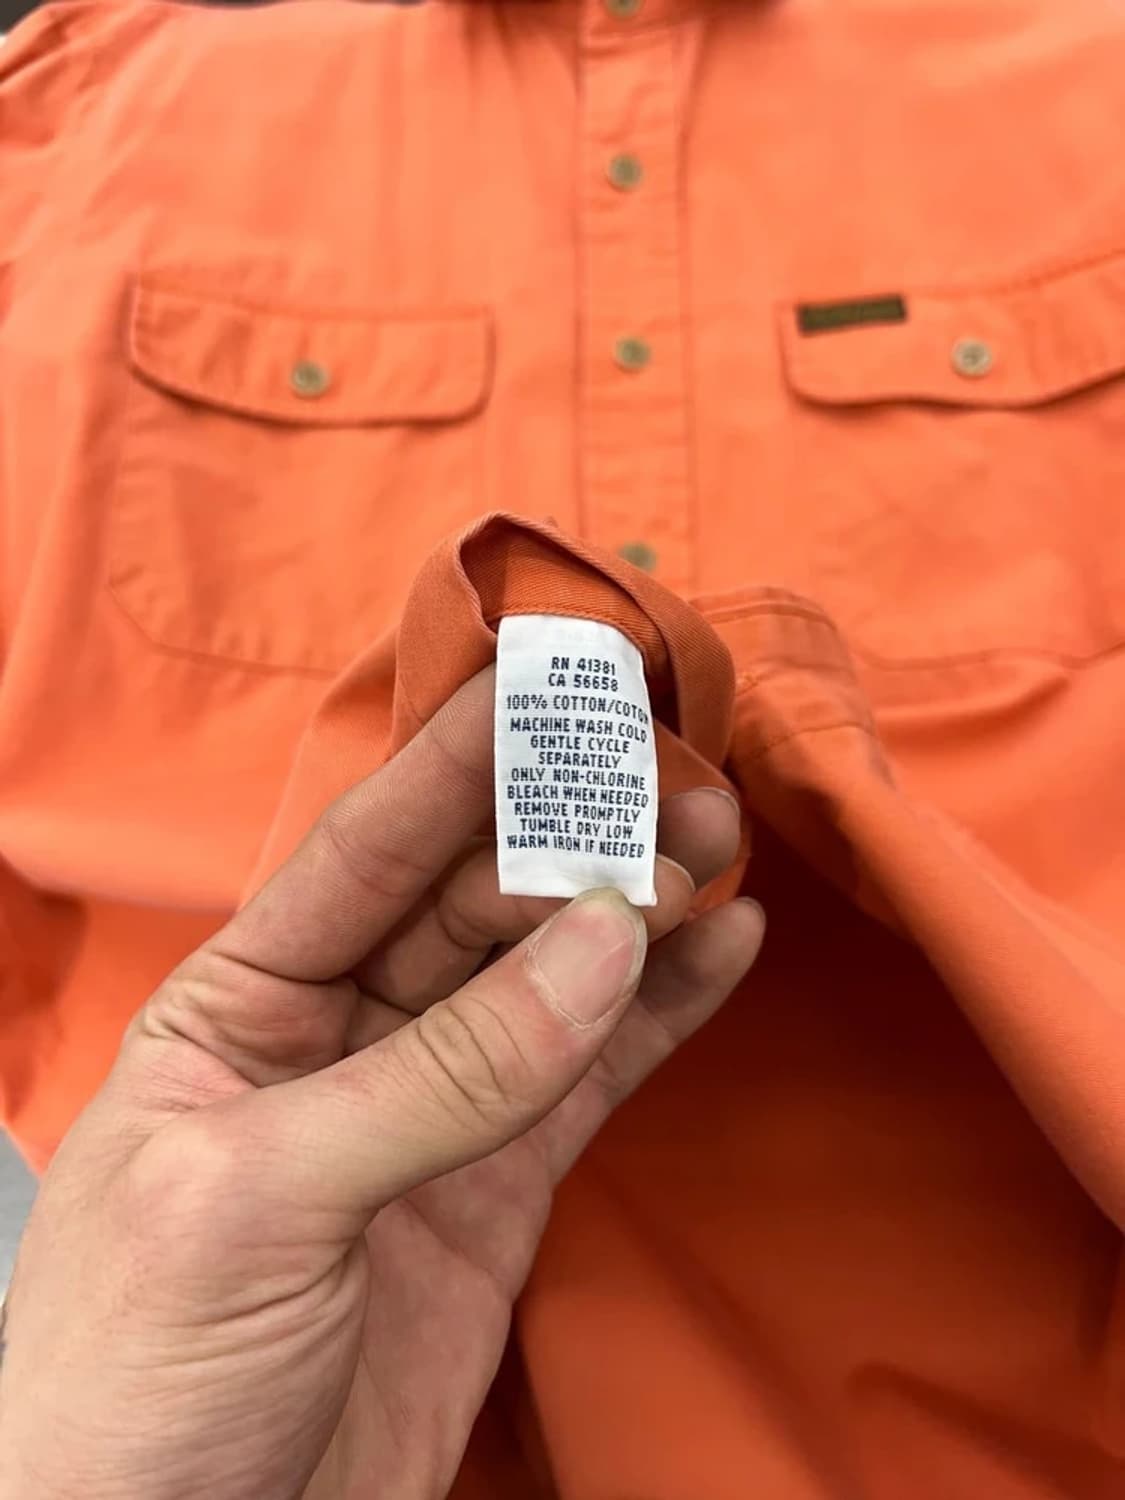 RN 41381
CA 56658
100% COTTON/COTON
MACHINE WASH COLD
GENTLE CYCLE
SEPARATELY
ONLY NON-CHLORINE
BLEACH WHEN NEEDED
REMOVE PROMPTLY
TUMBLE DRY LOW
WARM IRON IF NEEDED